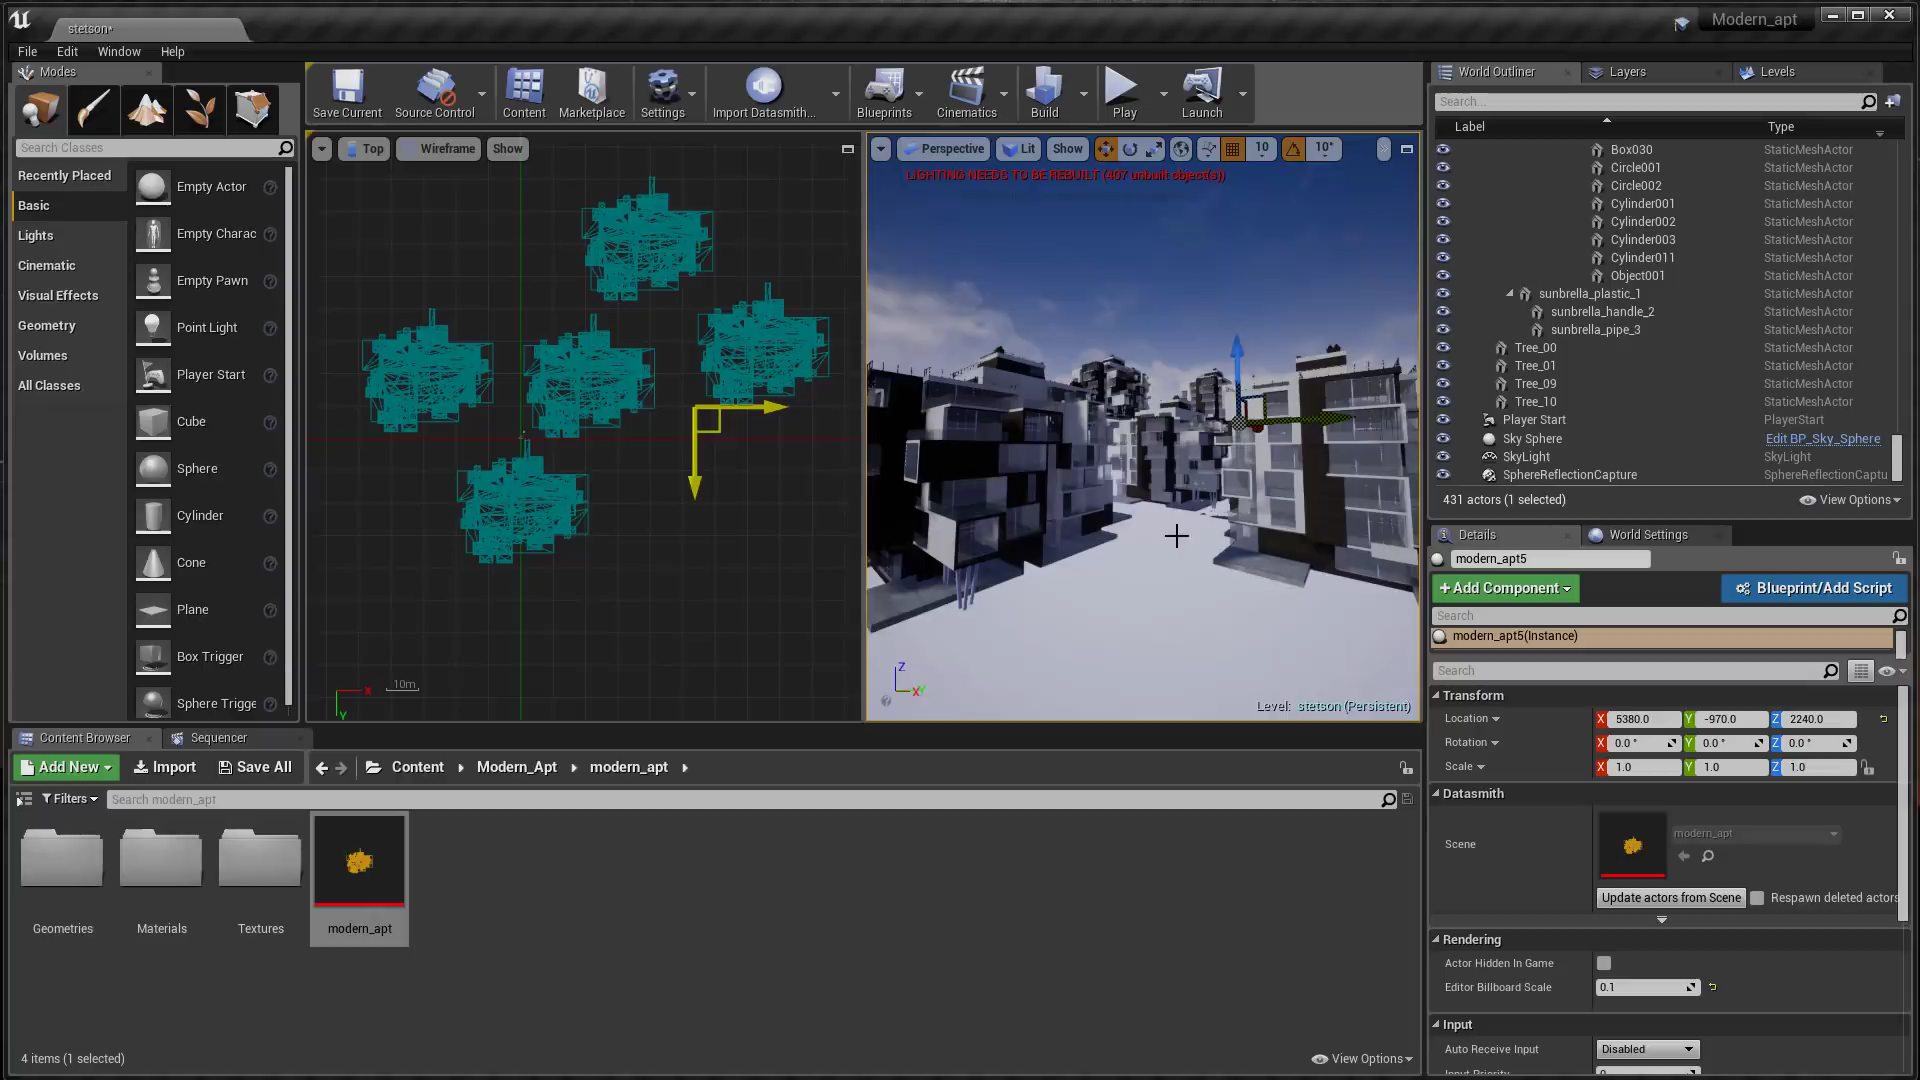 stetson*
Modern_apt
File Edit Window Help
Modes
Search Classes
Recently Placed
Basic
Lights
Cinematic
Visual Effects
Geometry
Volumes
All Classes
Empty Actor
Empty Charac
Empty Pawn
Point Light
Player Start
Cube
Sphere
Cylinder
Cone
Plane
Box Trigger
Sphere Trigge
Save Current
Source Control
Content
Marketplace
Settings
Import Datasmith...
Blueprints
Cinematics
Build
Play
Launch
Top Wireframe Show
10m
X
Y
Perspective Lit Show 10 10°
LIGHTING NEEDS TO BE REBUILT (407 unbuilt object(s))
Z
X Y
Level: stetson (Persistent)
World Outliner Layers Levels
Search...
Label Type
Box030 StaticMeshActor
Circle001 StaticMeshActor
Circle002 StaticMeshActor
Cylinder001 StaticMeshActor
Cylinder002 StaticMeshActor
Cylinder003 StaticMeshActor
Cylinder011 StaticMeshActor
Object001 StaticMeshActor
sunbrella_plastic_1 StaticMeshActor
sunbrella_handle_2 StaticMeshActor
sunbrella_pipe_3 StaticMeshActor
Tree_00 StaticMeshActor
Tree_01 StaticMeshActor
Tree_09 StaticMeshActor
Tree_10 StaticMeshActor
Player Start PlayerStart
Sky Sphere Edit BP_Sky_Sphere
SkyLight SkyLight
SphereReflectionCapture SphereReflectionCaptu
431 actors (1 selected) View Options
Details World Settings
modern_apt5
+Add Component Blueprint/Add Script
Search
modern_apt5(Instance)
Search
Transform
Location X 5380.0 Y -970.0 Z 2240.0
Rotation X 0.0 ° Y 0.0 ° Z 0.0 °
Scale X 1.0 Y 1.0 Z 1.0
Datasmith
Scene modern_apt
Update actors from Scene Respawn deleted actors
Rendering
Actor Hidden In Game
Editor Billboard Scale 0.1
Input
Auto Receive Input Disabled
Input Priority
Content Browser Sequencer
Add New Import Save All Content Modern_Apt modern_apt
Filters Search modern_apt
Geometries Materials Textures modern_apt
4 items (1 selected) View Options